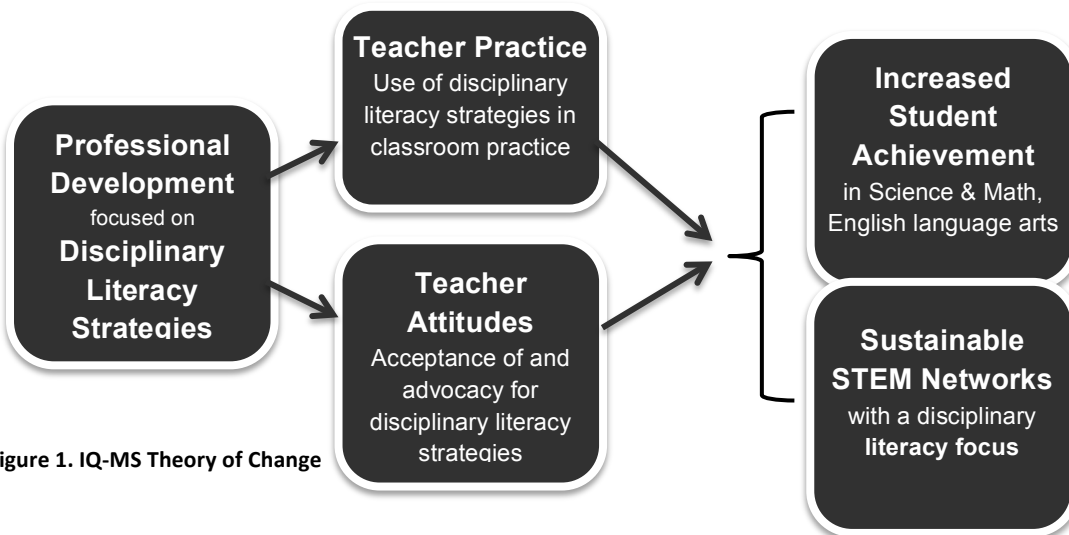 Professional
Development
focused on
Disciplinary
Literacy
Strategies
Teacher Practice
Use of disciplinary
literacy strategies in
classroom practice
Teacher
Attitudes
Acceptance of and
advocacy for
disciplinary literacy
strategies
Increased
Student
Achievement
in Science & Math,
English language arts
Sustainable
STEM Networks
with a disciplinary
literacy focus
igure 1. IQ-MS Theory of Change